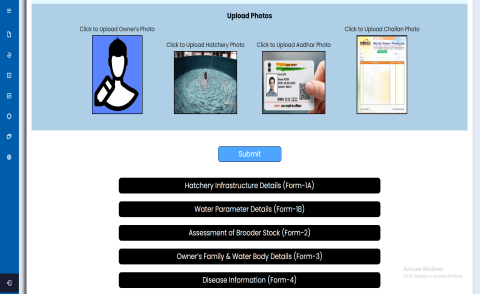 Upload Photos
Click to Upload Owner's Photo
Click to Upload Hatchery Photo
Click to Upload Aadhar Photo
Click to Upload Challan Photo
Submit
Hatchery Infrastructure Details (Form-1A)
Water Parameter Details (Form-1B)
Assessment of Brooder Stock (Form-2)
Owner's Family & Water Body Details (Form-3)
Disease Information (Form-4)
Activate Windows
Go to Settings to activate Windows.